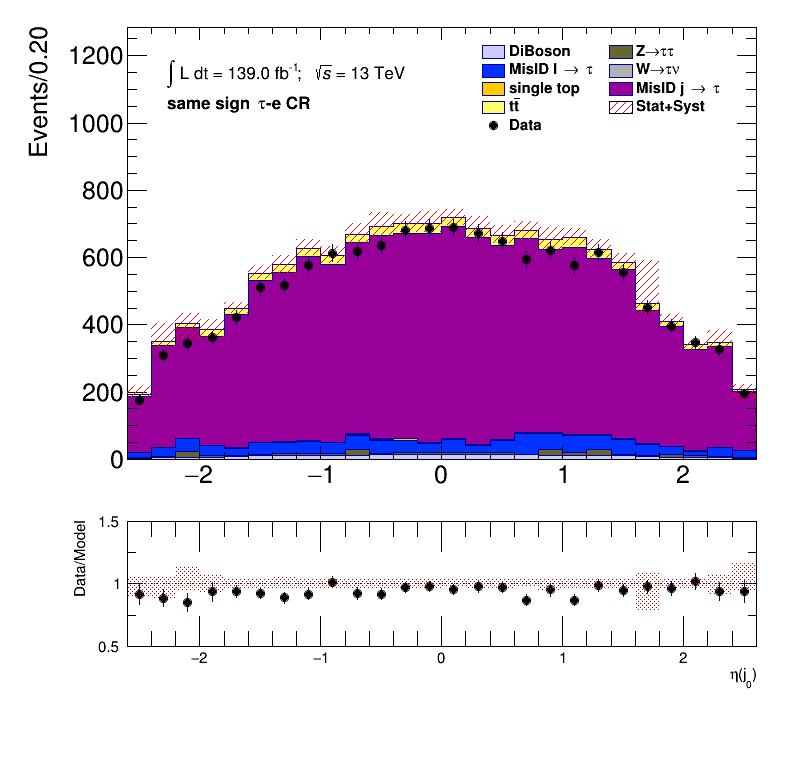 Events/0.20
1200
1000
800
600
400
200
0
∫ L dt = 139.0 fb⁻¹; √s = 13 TeV
same sign τ-e CR
DiBoson
MisID l → τ
single top
tt̄
Data
Z→ττ
W→τν
MisID j → τ
Stat+Syst
−2 −1 0 1 2
Data/Model
1.5
1
0.5
−2 −1 0 1 2
η(j₀)